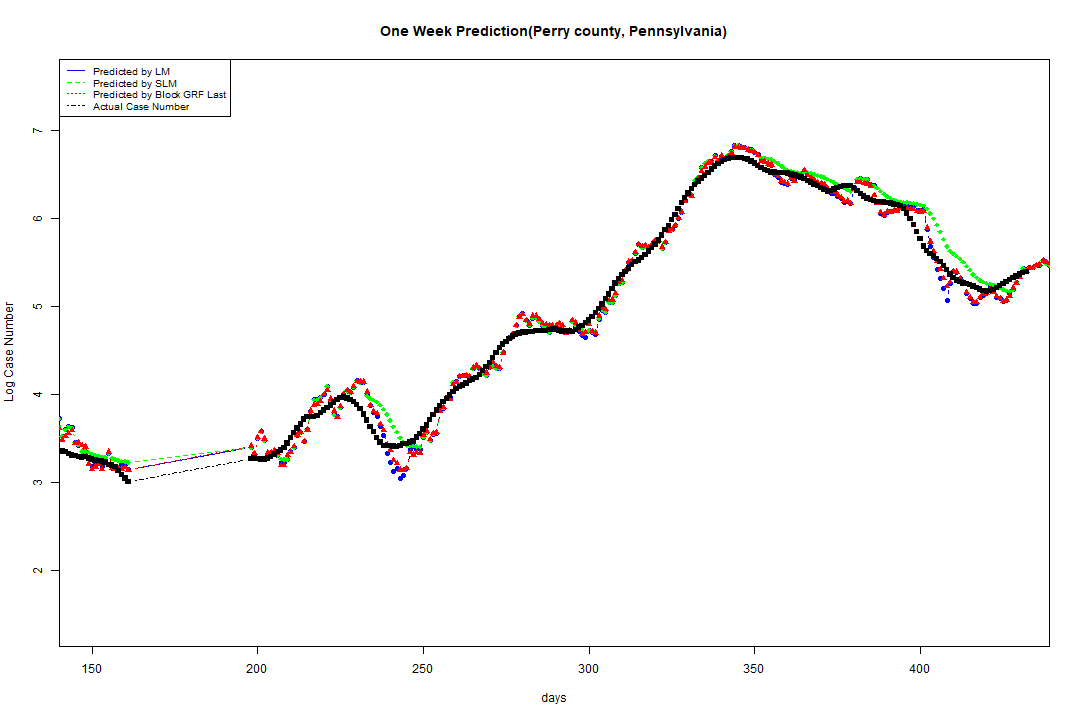 One Week Prediction(Perry county, Pennsylvania)
Predicted by LM
Predicted by SLM
Predicted by Block GRF Last
Actual Case Number
7
6
5
4
3
2
Log Case Number
150 200 250 300 350 400
days